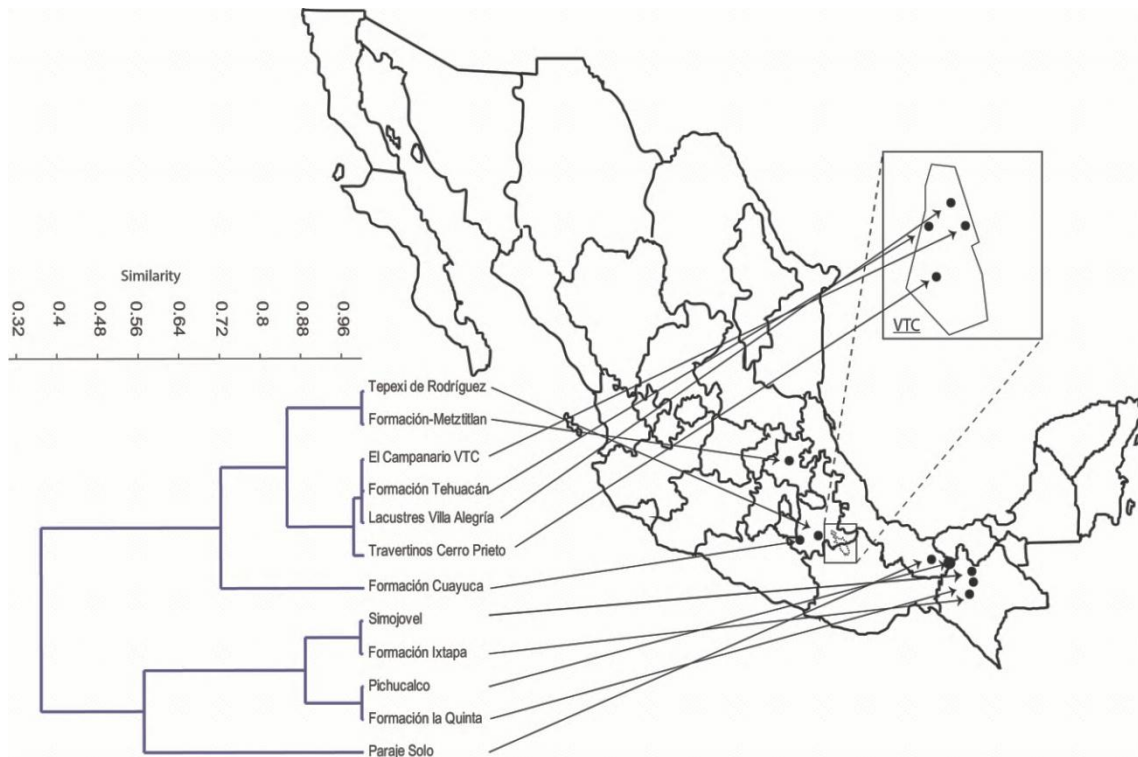 Similarity
0.32
0.4
0.48
0.56
0.64
0.72
0.8
0.88
0.96
VTC
Tepexi de Rodríguez
Formación-Metztitlan
El Campanario VTC
Formación Tehuacán
Lacustres Villa Alegría
Travertinos Cerro Prieto
Formación Cuayuca
Simojovel
Formación Ixtapa
Pichucalco
Formación la Quinta
Paraje Solo